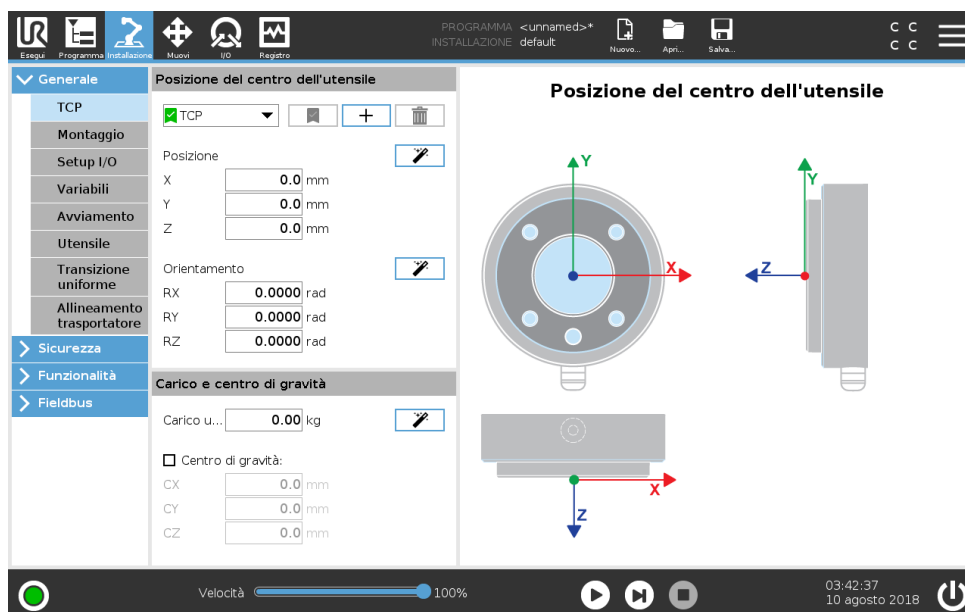 PROGRAMMA <unnamed>*
INSTALLAZIONE default
Esegui Programma Installazione Muovi I/O Registro
Nuovo... Apri... Salva...
C C
C C
Generale
TCP
Montaggio
Setup I/O
Variabili
Avviamento
Utensile
Transizione
uniforme
Allineamento
trasportatore
Sicurezza
Funzionalità
Fieldbus
Posizione del centro dell'utensile
TCP
Posizione
X 0.0 mm
Y 0.0 mm
Z 0.0 mm
Orientamento
RX 0.0000 rad
RY 0.0000 rad
RZ 0.0000 rad
Carico e centro di gravità
Carico u... 0.00 kg
Centro di gravità:
CX 0.0 mm
CY 0.0 mm
CZ 0.0 mm
Posizione del centro dell'utensile
Y
X
Y
Z
X
Z
Velocità 100%
03:42:37
10 agosto 2018